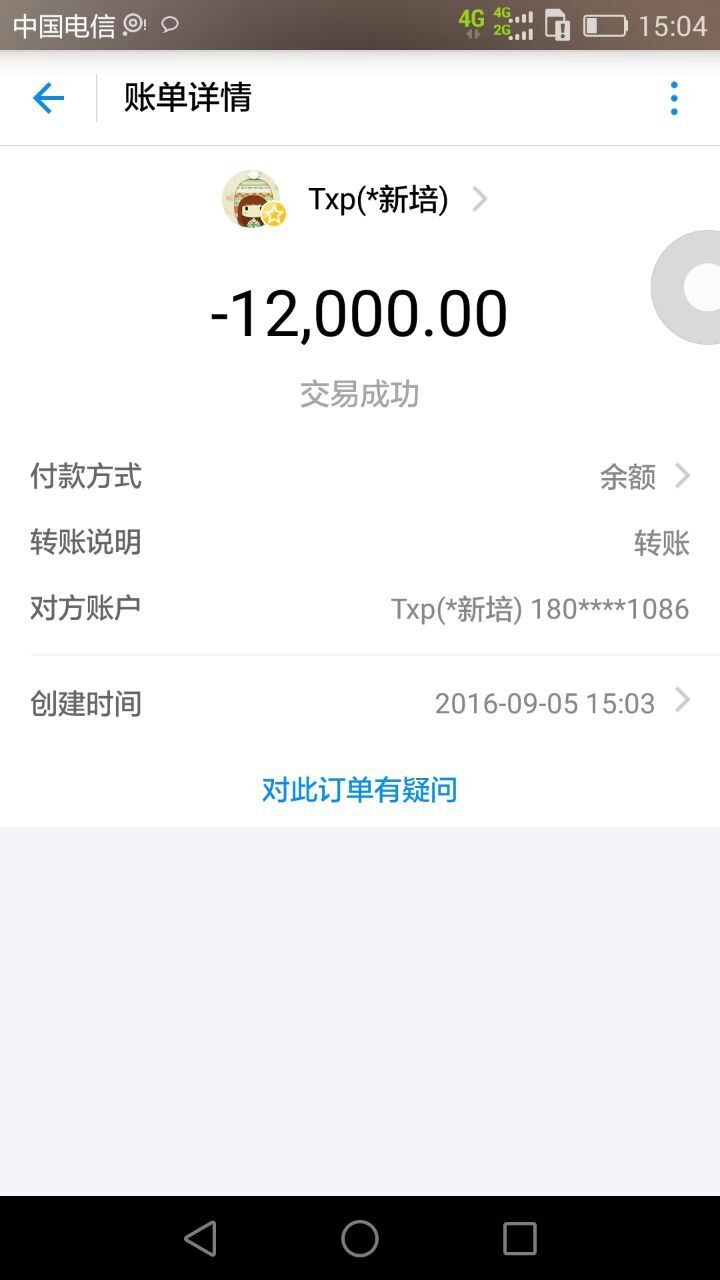 中国电信 4G 4G 2G 15:04
账单详情
Txp(*新培)
-12,000.00
交易成功
付款方式 余额
转账说明 转账
对方账户 Txp(*新培) 180****1086
创建时间 2016-09-05 15:03
对此订单有疑问